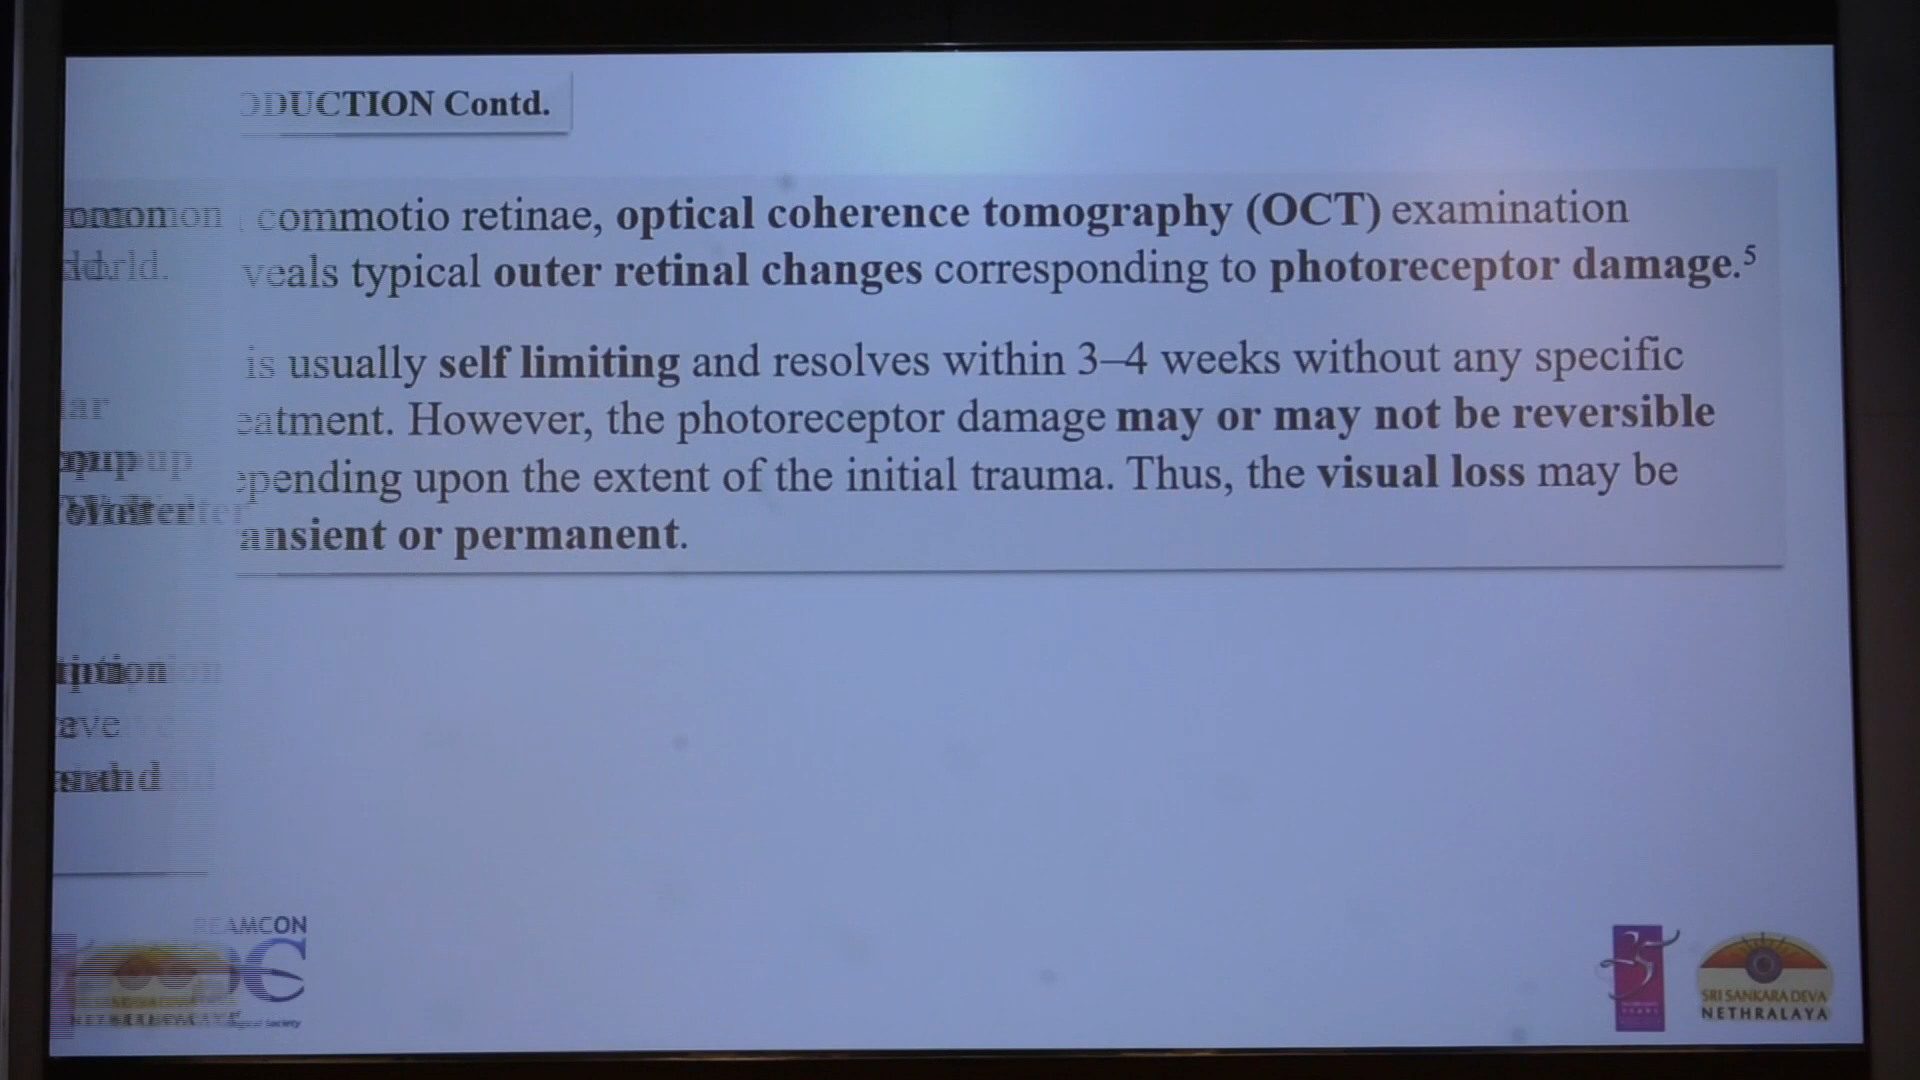 ODUCTION Contd.
commotio retinae, optical coherence tomography (OCT) examination
veals typical outer retinal changes corresponding to photoreceptor damage.5
is usually self limiting and resolves within 3–4 weeks without any specific
eatment. However, the photoreceptor damage may or may not be reversible
epending upon the extent of the initial trauma. Thus, the visual loss may be
ansient or permanent.
EAMCON
SRI SANKARADEVA
NETHRALAYA